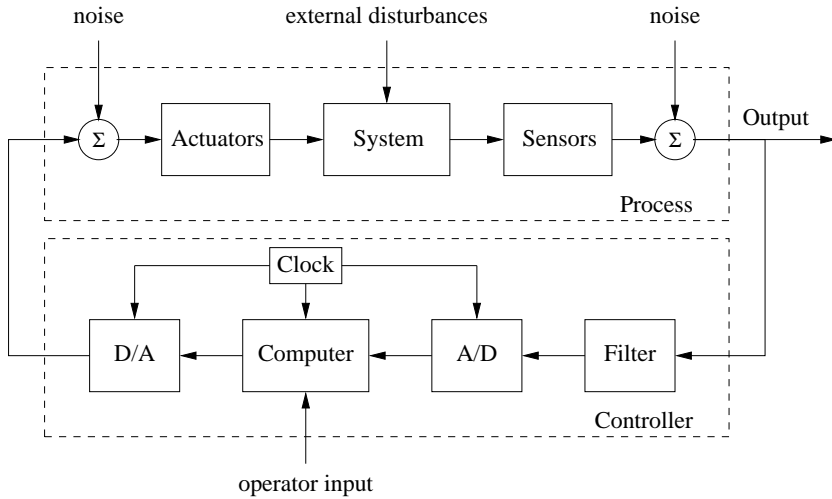 noise
external disturbances
noise
Σ
Actuators
System
Sensors
Σ
Output
Process
Clock
D/A
Computer
A/D
Filter
Controller
operator input